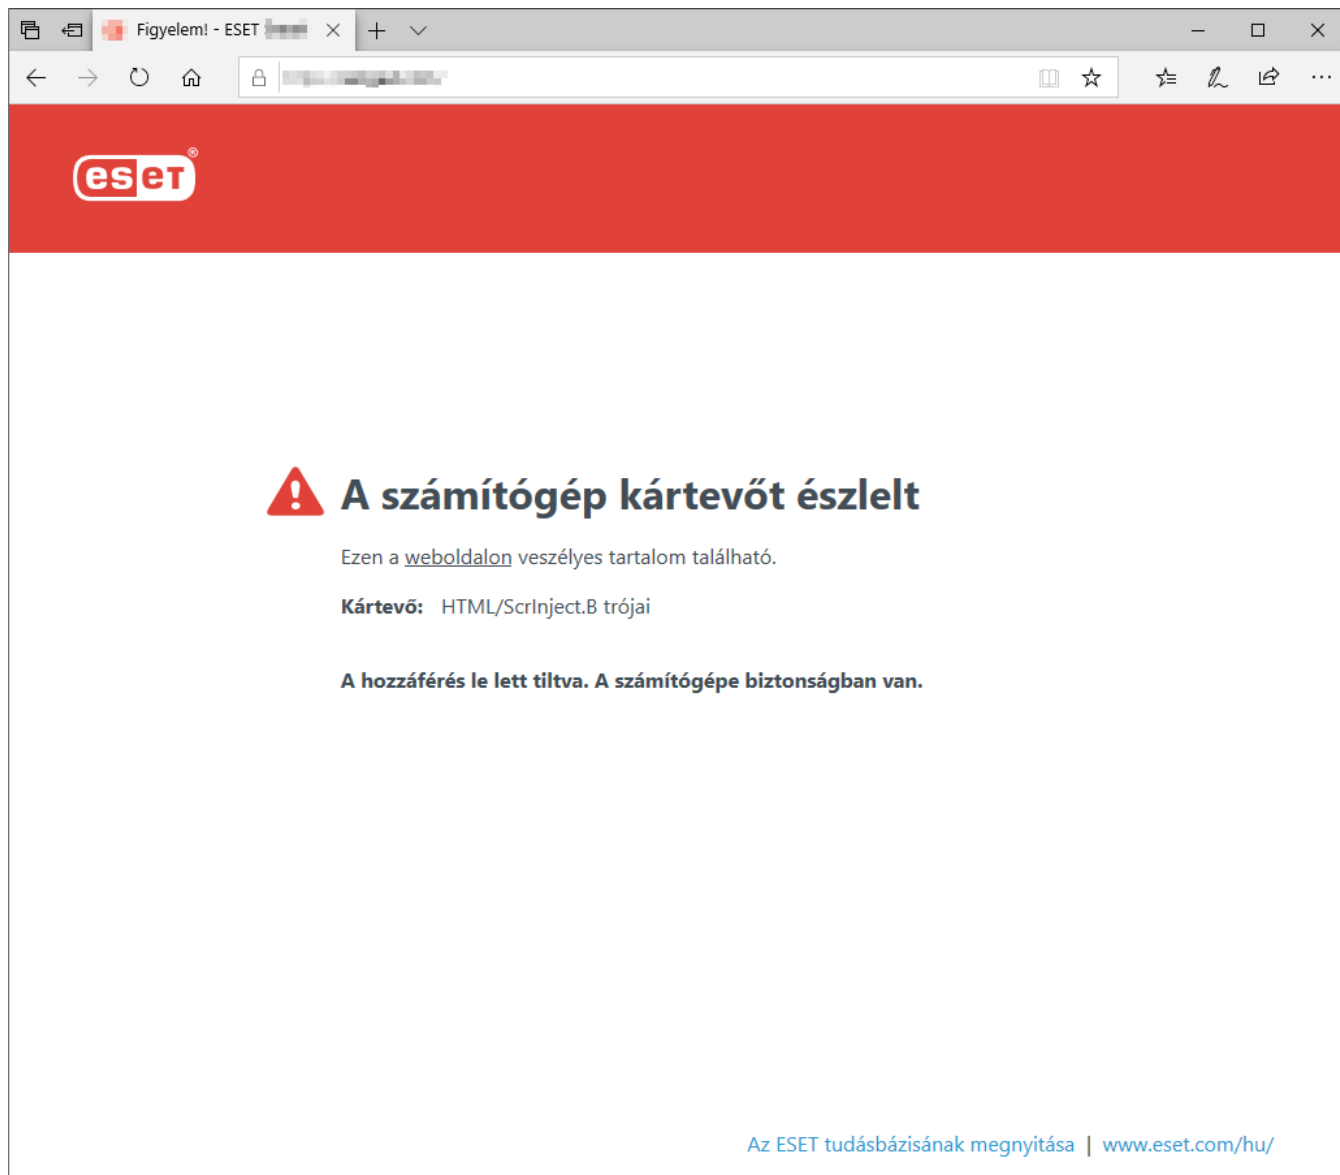 Figyelem! - ESET
eseT®
A számítógép kártevőt észlelt
Ezen a weboldalon veszélyes tartalom található.
Kártevő: HTML/ScrInject.B trójai
A hozzáférés le lett tiltva. A számítógépe biztonságban van.
Az ESET tudásbázisának megnyitása | www.eset.com/hu/